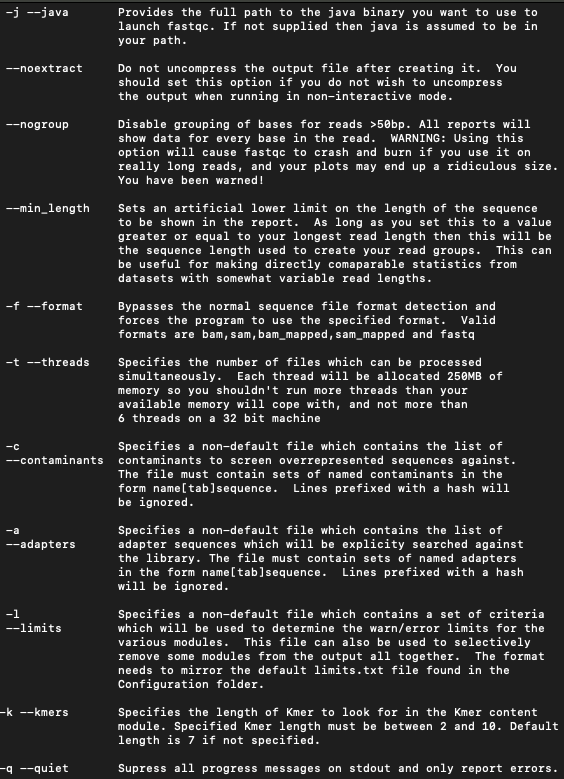 -j --java Provides the full path to the java binary you want to use to
launch fastqc. If not supplied then java is assumed to be in
your path.
--noextract Do not uncompress the output file after creating it.  You
should set this option if you do not wish to uncompress
the output when running in non-interactive mode.
--nogroup Disable grouping of bases for reads >50bp. All reports will
show data for every base in the read.  WARNING: Using this
option will cause fastqc to crash and burn if you use it on
really long reads, and your plots may end up a ridiculous size.
You have been warned!
--min_length Sets an artificial lower limit on the length of the sequence
to be shown in the report.  As long as you set this to a value
greater or equal to your longest read length then this will be
the sequence length used to create your read groups.  This can
be useful for making directly comaparable statistics from
datasets with somewhat variable read lengths.
-f --format Bypasses the normal sequence file format detection and
forces the program to use the specified format.  Valid
formats are bam,sam,bam_mapped,sam_mapped and fastq
-t --threads Specifies the number of files which can be processed
simultaneously.  Each thread will be allocated 250MB of
memory so you shouldn't run more threads than your
available memory will cope with, and not more than
6 threads on a 32 bit machine
-c Specifies a non-default file which contains the list of
--contaminants contaminants to screen overrepresented sequences against.
The file must contain sets of named contaminants in the
form name[tab]sequence.  Lines prefixed with a hash will
be ignored.
-a Specifies a non-default file which contains the list of
--adapters adapter sequences which will be explicity searched against
the library. The file must contain sets of named adapters
in the form name[tab]sequence.  Lines prefixed with a hash
will be ignored.
-l Specifies a non-default file which contains a set of criteria
--limits which will be used to determine the warn/error limits for the
various modules.  This file can also be used to selectively
remove some modules from the output all together.  The format
needs to mirror the default limits.txt file found in the
Configuration folder.
-k --kmers Specifies the length of Kmer to look for in the Kmer content
module. Specified Kmer length must be between 2 and 10. Default
length is 7 if not specified.
-q --quiet Supress all progress messages on stdout and only report errors.